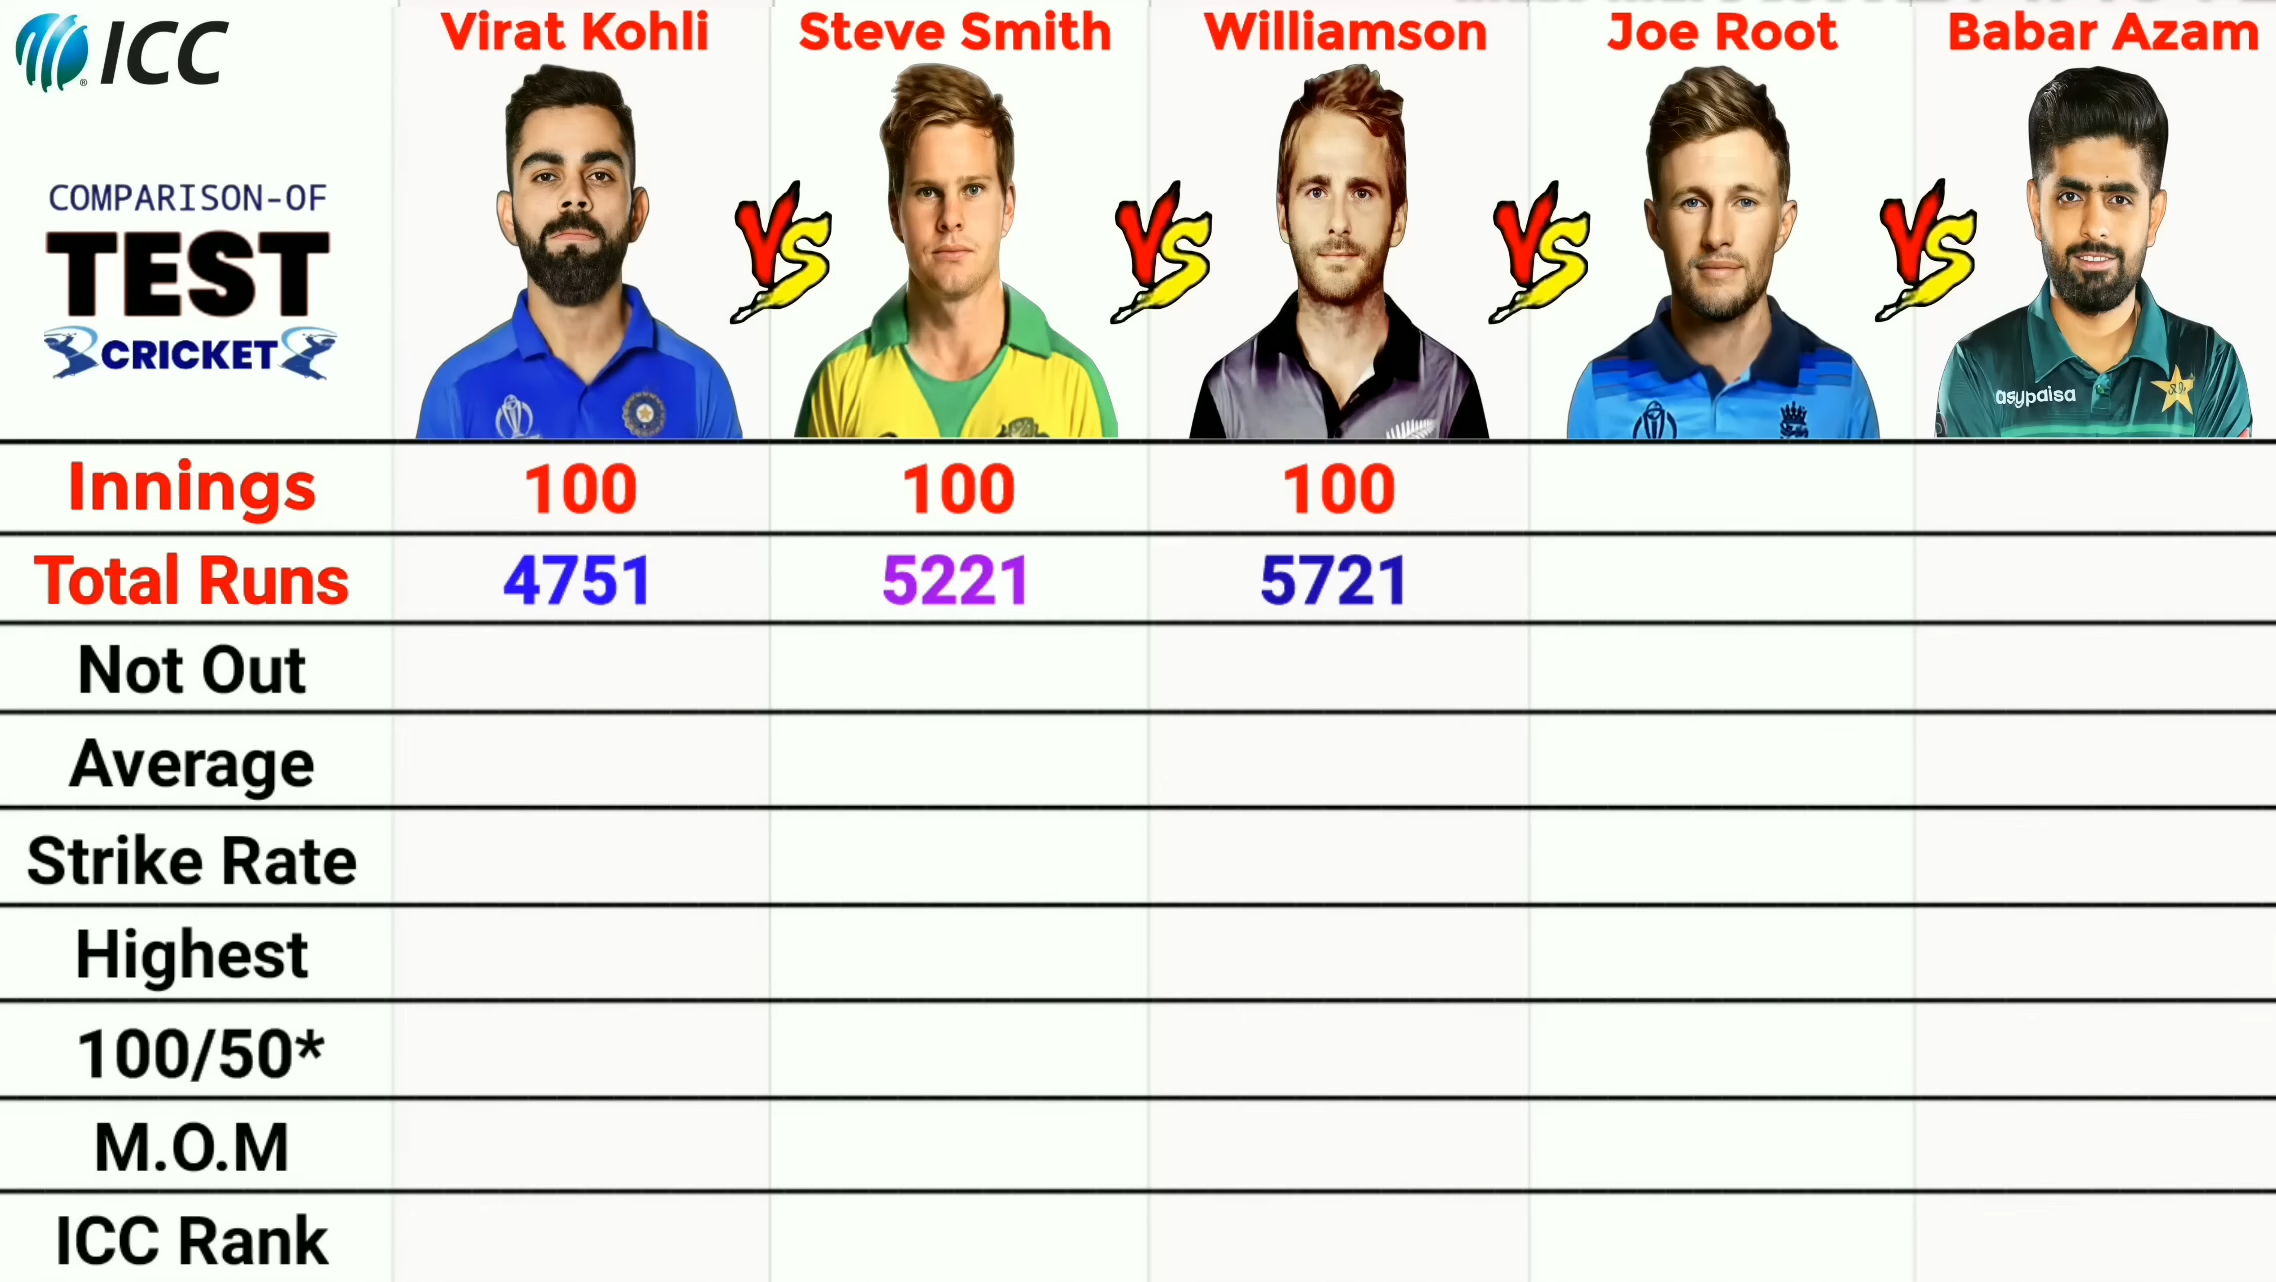 ICC
Virat Kohli
Steve Smith
Williamson
Joe Root
Babar Azam
COMPARISON-OF
TEST
CRICKET
VS
VS
VS
VS
asypaisa
Innings 100 100 100
Total Runs 4751 5221 5721
Not Out
Average
Strike Rate
Highest
100/50*
M.O.M
ICC Rank